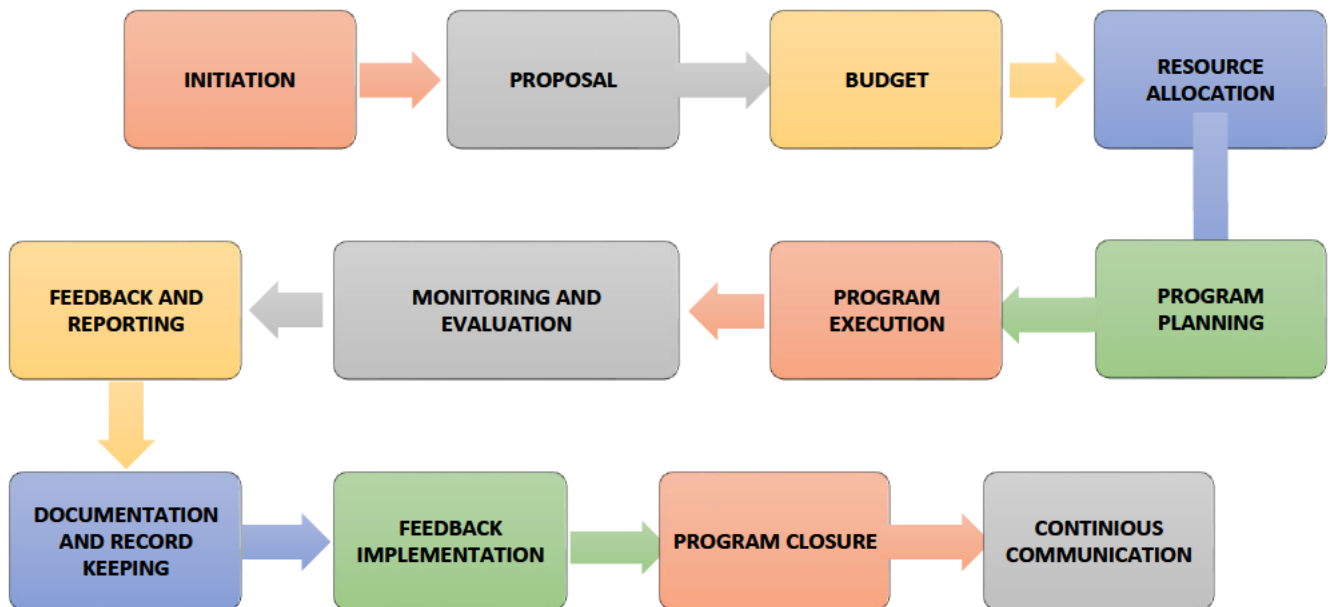 INITIATION
PROPOSAL
BUDGET
RESOURCE
ALLOCATION
PROGRAM
PLANNING
PROGRAM
EXECUTION
MONITORING AND
EVALUATION
FEEDBACK AND
REPORTING
DOCUMENTATION
AND RECORD
KEEPING
FEEDBACK
IMPLEMENTATION
PROGRAM CLOSURE
CONTINIOUS
COMMUNICATION